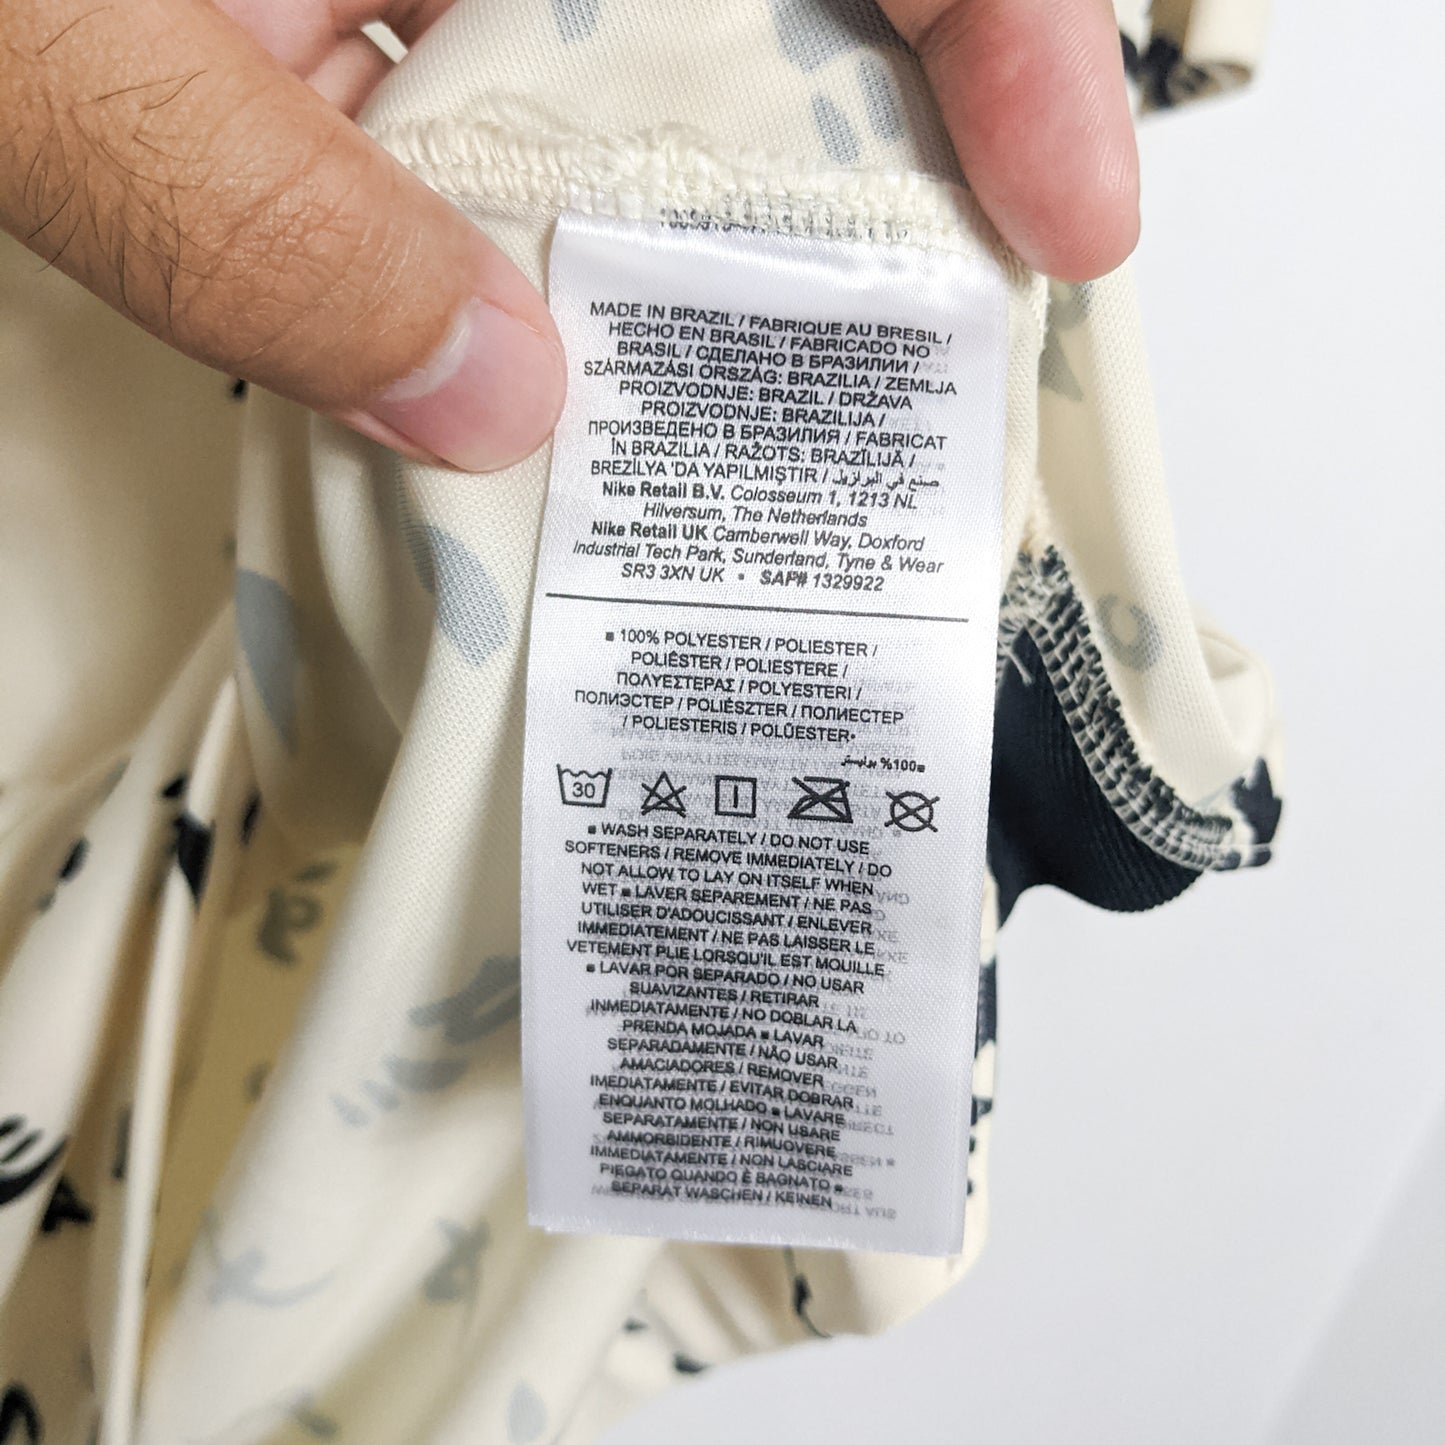 MADE IN BRAZIL / FABRIQUE AU BRESIL /
HECHO EN BRASIL / FABRICADO NO
BRASIL / СДЕЛАНО В БРАЗИЛИИ /
SZÁRMAZÁSI ORSZÁG: BRAZILIA / ZEMLJA
PROIZVODNJE: BRAZIL / DRŽAVA
PROIZVODNJE: BRAZILIJA /
ПРОИЗВЕДЕНО В БРАЗИЛИЯ / FABRICAT
ÎN BRAZILIA / RAŽOTS: BRAZĪLIJĀ /
BREZİLYA 'DA YAPILMIŞTIR / صنع في البرازيل
Nike Retail B.V. Colosseum 1, 1213 NL
Hilversum, The Netherlands
Nike Retail UK Camberwell Way, Doxford
Industrial Tech Park, Sunderland, Tyne & Wear
SR3 3XN UK • SAP# 1329922
■ 100% POLYESTER / POLIESTER /
POLIÉSTER / POLIESTERE /
ΠΟΛΥΕΣΤΕΡΑΣ / POLYESTERI /
ПОЛИЭСТЕР / POLIÉSZTER / ПОЛИЕСТЕР
/ POLIESTERIS / POLÜESTER•
■100% بوليستر
30
■ WASH SEPARATELY / DO NOT USE
SOFTENERS / REMOVE IMMEDIATELY / DO
NOT ALLOW TO LAY ON ITSELF WHEN
WET ■ LAVER SEPAREMENT / NE PAS
UTILISER D'ADOUCISSANT / ENLEVER
IMMEDIATEMENT / NE PAS LAISSER LE
VETEMENT PLIE LORSQU'IL EST MOUILLE
■ LAVAR POR SEPARADO / NO USAR
SUAVIZANTES / RETIRAR
INMEDIATAMENTE / NO DOBLAR LA
PRENDA MOJADA ■ LAVAR
SEPARADAMENTE / NÃO USAR
AMACIADORES / REMOVER
IMEDIATAMENTE / EVITAR DOBRAR
ENQUANTO MOLHADO ■ LAVARE
SEPARATAMENTE / NON USARE
AMMORBIDENTE / RIMUOVERE
IMMEDIATAMENTE / NON LASCIARE
PIEGATO QUANDO È BAGNATO ■
SEPARAT WASCHEN / KEINEN